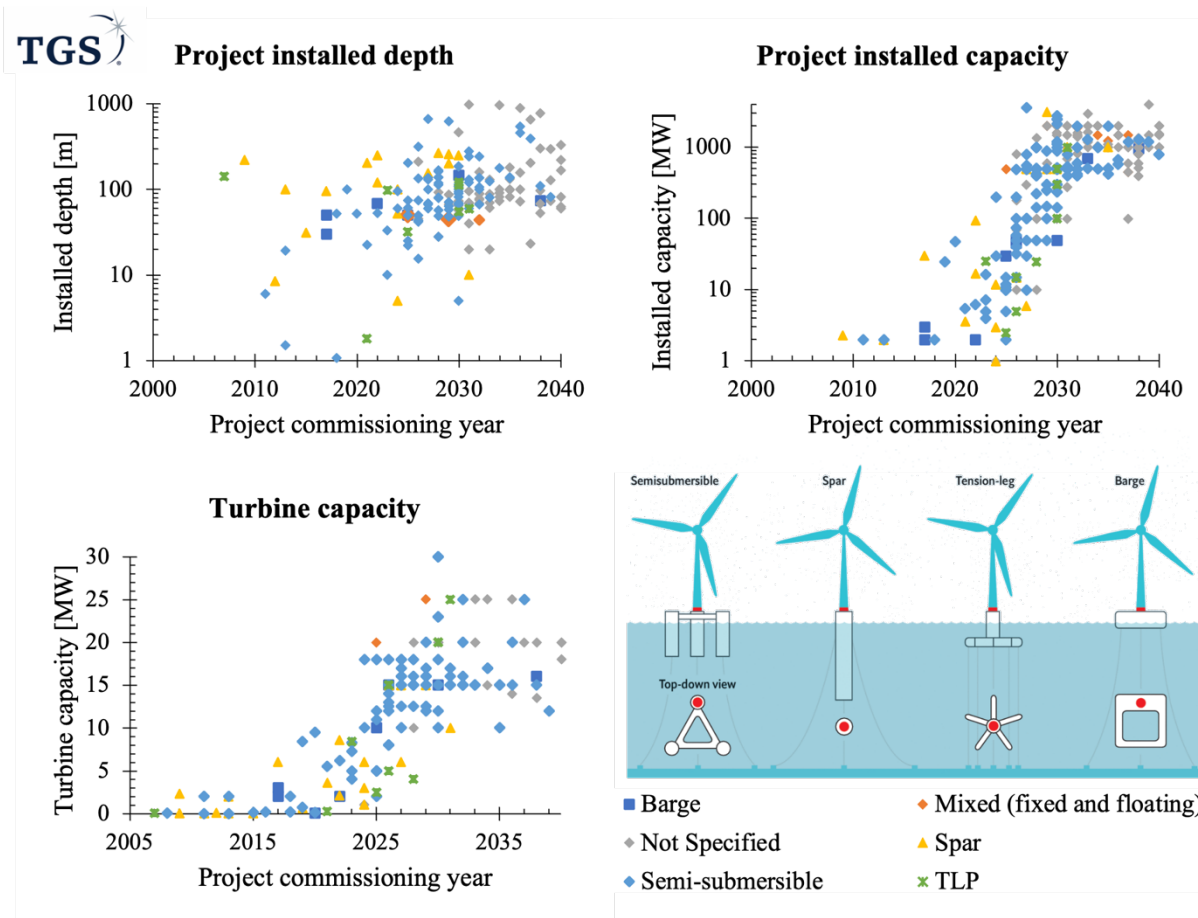 TGS
Project installed depth
Installed depth [m]
1000
100
10
1
2000
2010
2020
2030
2040
Project commissioning year
Project installed capacity
Installed capacity [MW]
1000
100
10
1
2000
2010
2020
2030
2040
Project commissioning year
Turbine capacity
Turbine capacity [MW]
30
25
20
15
10
5
0
2005
2015
2025
2035
Project commissioning year
Semisubmersible
Spar
Tension-leg
Barge
Top-down view
Barge
Mixed (fixed and floating)
Not Specified
Spar
Semi-submersible
TLP